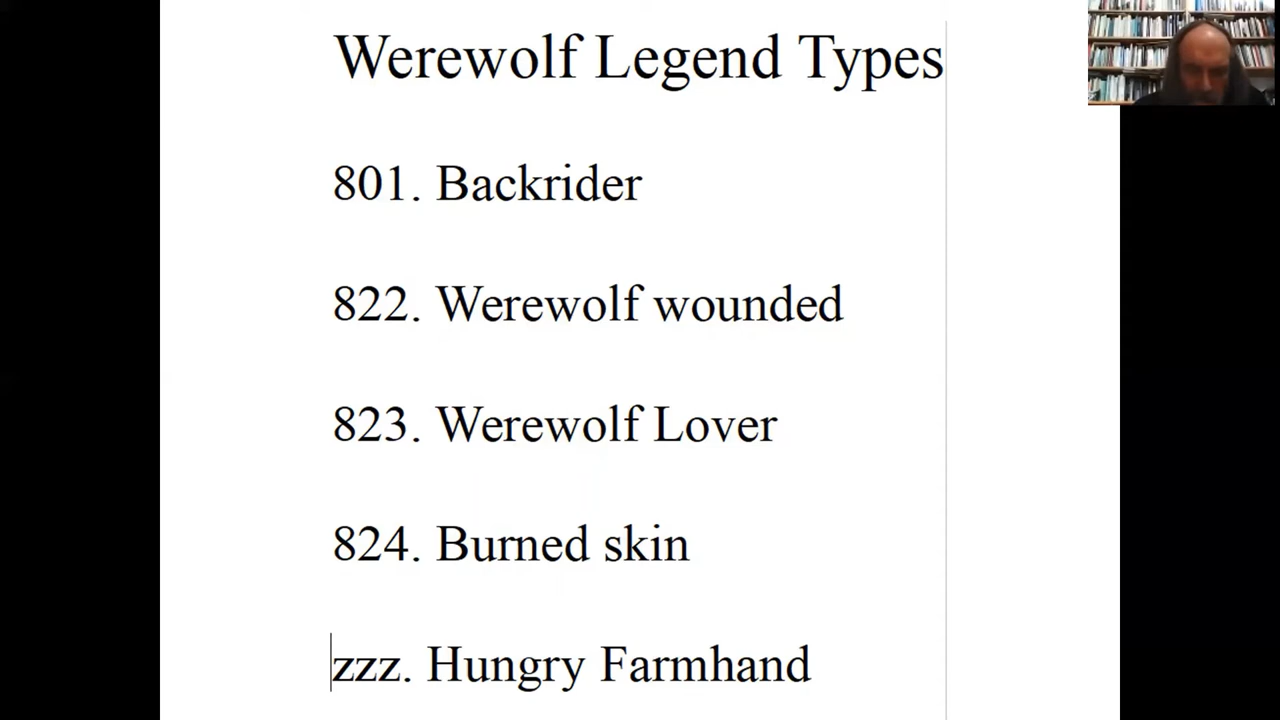 Werewolf Legend Types
801. Backrider
822. Werewolf wounded
823. Werewolf Lover
824. Burned skin
zzz. Hungry Farmhand